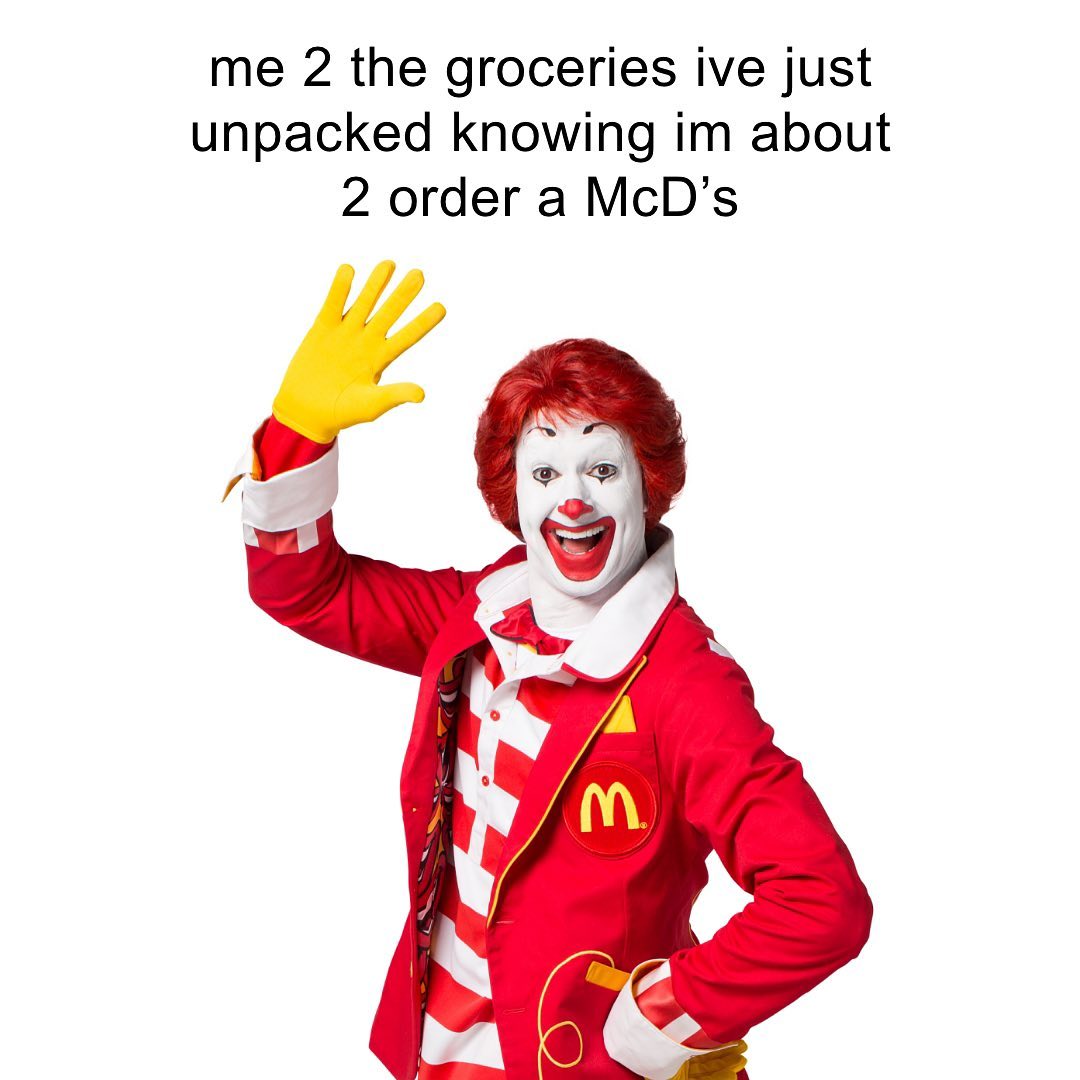 me 2 the groceries ive just
unpacked knowing im about
2 order a McD’s
M